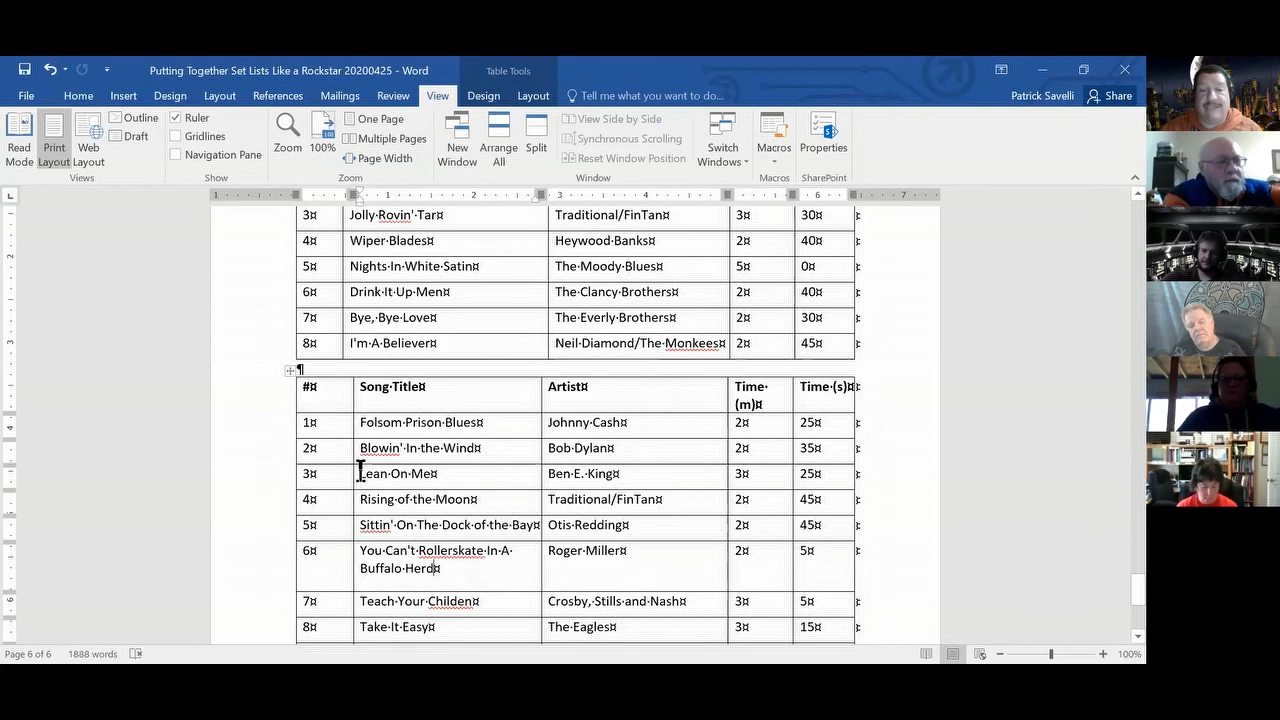 Putting Together Set Lists Like a Rockstar 20200425 - Word
Table Tools
File Home Insert Design Layout References Mailings Review View Design Layout Tell me what you want to do... Patrick Savelli Share
Read Mode
Print Layout
Web Layout
Outline
Draft
Views
Ruler
Gridlines
Navigation Pane
Show
Zoom
100
100%
One Page
Multiple Pages
Page Width
Zoom
New Window
Arrange All
Split
View Side by Side
Synchronous Scrolling
Reset Window Position
Switch Windows
Window
Macros
Macros
Properties
SharePoint
1 1 2 3 4 5 6 7
3¤ Jolly·Rovin'·Tar¤ Traditional/FinTan¤ 3¤ 30¤
4¤ Wiper·Blades¤ Heywood·Banks¤ 2¤ 40¤
5¤ Nights·In·White·Satin¤ The·Moody·Blues¤ 5¤ 0¤
6¤ Drink·It·Up·Men¤ The·Clancy·Brothers¤ 2¤ 40¤
7¤ Bye,·Bye·Love¤ The·Everly·Brothers¤ 2¤ 30¤
8¤ I'm·A·Believer¤ Neil·Diamond/The·Monkees¤ 2¤ 45¤
¶
#¤ Song·Title¤ Artist¤ Time·(m)¤ Time·(s)¤
1¤ Folsom·Prison·Blues¤ Johnny·Cash¤ 2¤ 25¤
2¤ Blowin'·In·the·Wind¤ Bob·Dylan¤ 2¤ 35¤
3¤ Lean·On·Me¤ Ben·E.·King¤ 3¤ 25¤
4¤ Rising·of·the·Moon¤ Traditional/FinTan¤ 2¤ 45¤
5¤ Sittin'·On·The·Dock·of·the·Bay¤ Otis·Redding¤ 2¤ 45¤
6¤ You·Can't·Rollerskate·In·A· Roger·Miller¤ 2¤ 5¤
Buffalo·Herd¤
7¤ Teach·Your·Childen¤ Crosby,·Stills·and·Nash¤ 3¤ 5¤
8¤ Take·It·Easy¤ The·Eagles¤ 3¤ 15¤
Page 6 of 6 1888 words 100%